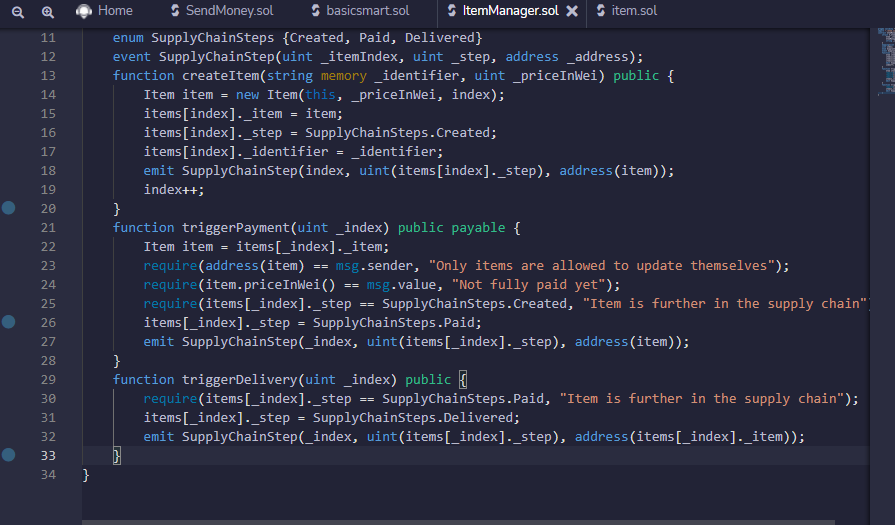 Home SendMoney.sol basicsmart.sol ItemManager.sol item.sol
11 enum SupplyChainSteps {Created, Paid, Delivered}
12 event SupplyChainStep(uint _itemIndex, uint _step, address _address);
13 function createItem(string memory _identifier, uint _priceInWei) public {
14 Item item = new Item(this, _priceInWei, index);
15 items[index]._item = item;
16 items[index]._step = SupplyChainSteps.Created;
17 items[index]._identifier = _identifier;
18 emit SupplyChainStep(index, uint(items[index]._step), address(item));
19 index++;
20 }
21 function triggerPayment(uint _index) public payable {
22 Item item = items[_index]._item;
23 require(address(item) == msg.sender, "Only items are allowed to update themselves");
24 require(item.priceInWei() == msg.value, "Not fully paid yet");
25 require(items[_index]._step == SupplyChainSteps.Created, "Item is further in the supply chain")
26 items[_index]._step = SupplyChainSteps.Paid;
27 emit SupplyChainStep(_index, uint(items[_index]._step), address(item));
28 }
29 function triggerDelivery(uint _index) public {
30 require(items[_index]._step == SupplyChainSteps.Paid, "Item is further in the supply chain");
31 items[_index]._step = SupplyChainSteps.Delivered;
32 emit SupplyChainStep(_index, uint(items[_index]._step), address(items[_index]._item));
33 }
34 }